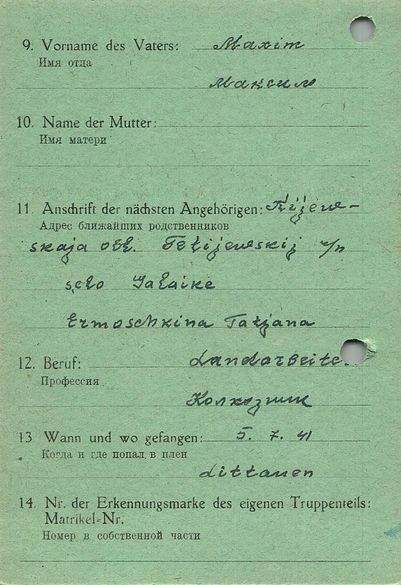 9. Vorname des Vaters: Maxim
Имя отца
Максим
10. Name der Mutter:
Имя матери
11. Anschrift der nächsten Angehörigen: Kijew-
Адрес ближайших родственников
skaja obl. Tetijewskij r/n
selo Galaike
Ermoschkina Tatjana
12. Beruf: Landarbeite
Профессия
Колхозник
13 Wann und wo gefangen: 5. 7. 41
Когда и где попал, в плен
Littauen
14. Nr. der Erkennungsmarke des eigenen Truppenteils:
Matrikel-Nr.
Номер в собственной части